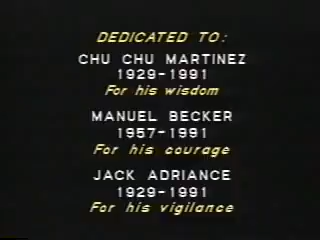 DEDICATED TO:
CHU CHU MARTINEZ
1929-1991
For his wisdom
MANUEL BECKER
1957-1991
For his courage
JACK ADRIANCE
1929-1991
For his vigilance